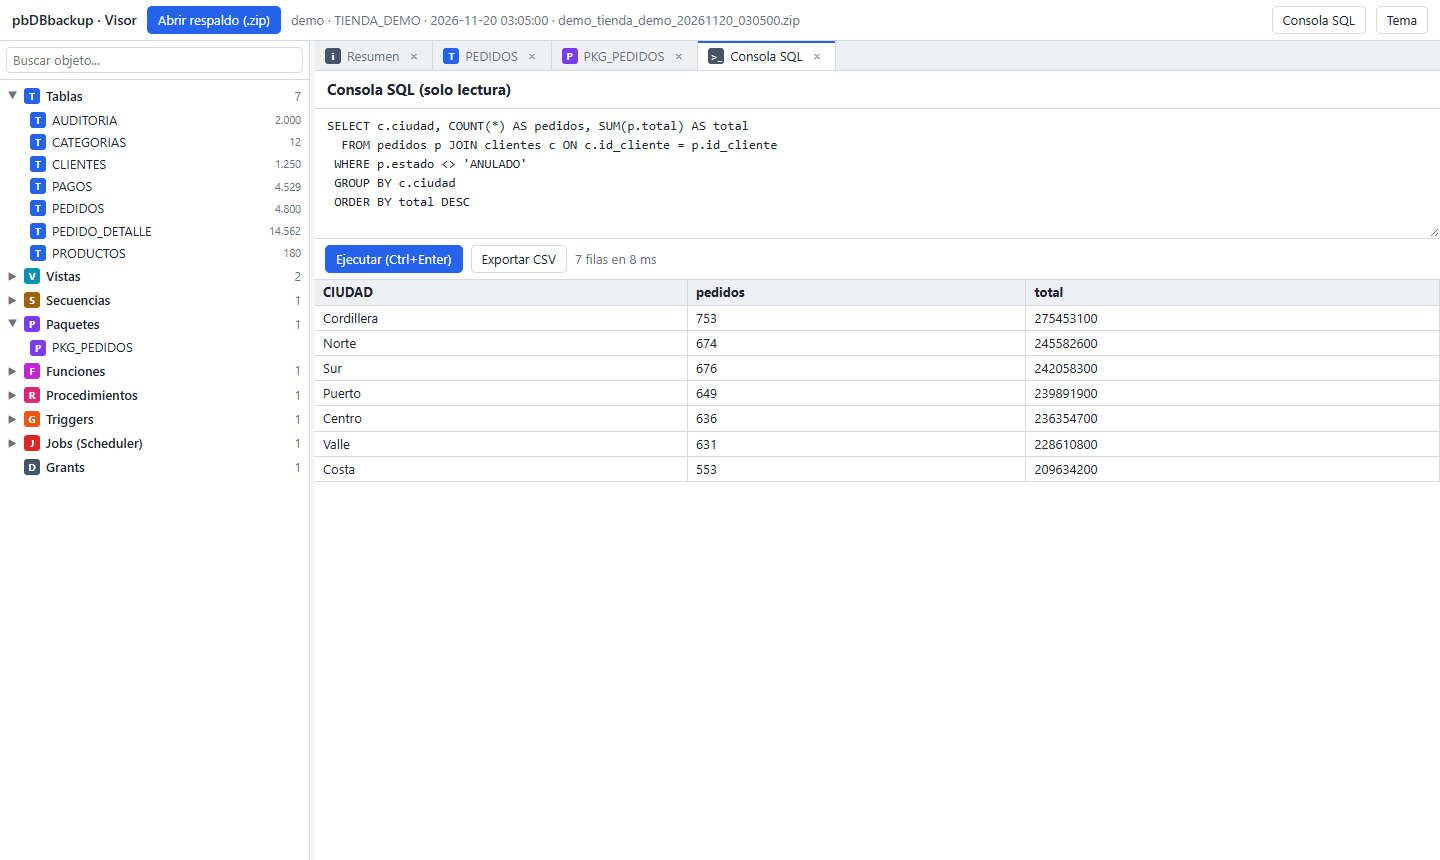 pbDBbackup · Visor Abrir respaldo (.zip) demo · TIENDA_DEMO · 2026-11-20 03:05:00 · demo_tienda_demo_20261120_030500.zip Consola SQL Tema
Buscar objeto...
T Tablas 7
T AUDITORIA 2.000
T CATEGORIAS 12
T CLIENTES 1.250
T PAGOS 4.529
T PEDIDOS 4.800
T PEDIDO_DETALLE 14.562
T PRODUCTOS 180
V Vistas 2
S Secuencias 1
P Paquetes 1
P PKG_PEDIDOS
F Funciones 1
R Procedimientos 1
G Triggers 1
J Jobs (Scheduler) 1
D Grants 1
i Resumen × T PEDIDOS × P PKG_PEDIDOS × >_ Consola SQL ×
Consola SQL (solo lectura)
SELECT c.ciudad, COUNT(*) AS pedidos, SUM(p.total) AS total
FROM pedidos p JOIN clientes c ON c.id_cliente = p.id_cliente
WHERE p.estado <> 'ANULADO'
GROUP BY c.ciudad
ORDER BY total DESC
Ejecutar (Ctrl+Enter) Exportar CSV 7 filas en 8 ms
CIUDAD pedidos total
Cordillera 753 275453100
Norte 674 245582600
Sur 676 242058300
Puerto 649 239891900
Centro 636 236354700
Valle 631 228610800
Costa 553 209634200